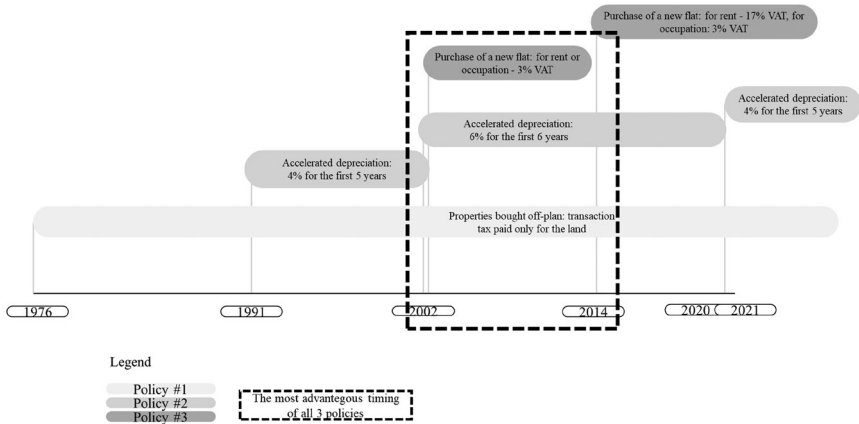 Purchase of a new flat: for rent - 17% VAT, for
occupation: 3% VAT
Purchase of a new flat: for rent or
occupation - 3% VAT
Accelerated depreciation:
4% for the first 5 years
Accelerated depreciation:
6% for the first 6 years
Accelerated depreciation:
4% for the first 5 years
Properties bought off-plan: transaction
tax paid only for the land
1976
1991
2002
2014
2020
2021
Legend
Policy #1
Policy #2
Policy #3
The most advantegous timing
of all 3 policies